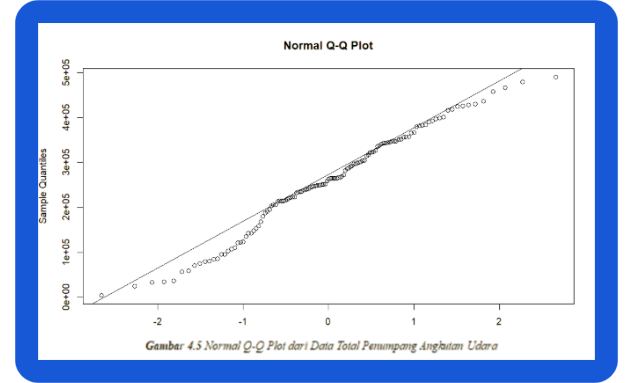 Normal Q-Q Plot
Sample Quantiles
5e+05
4e+05
3e+05
2e+05
1e+05
0e+00
-2 -1 0 1 2
Gambar 4.5 Normal Q-Q Plot dari Data Total Penumpang Angkutan Udara